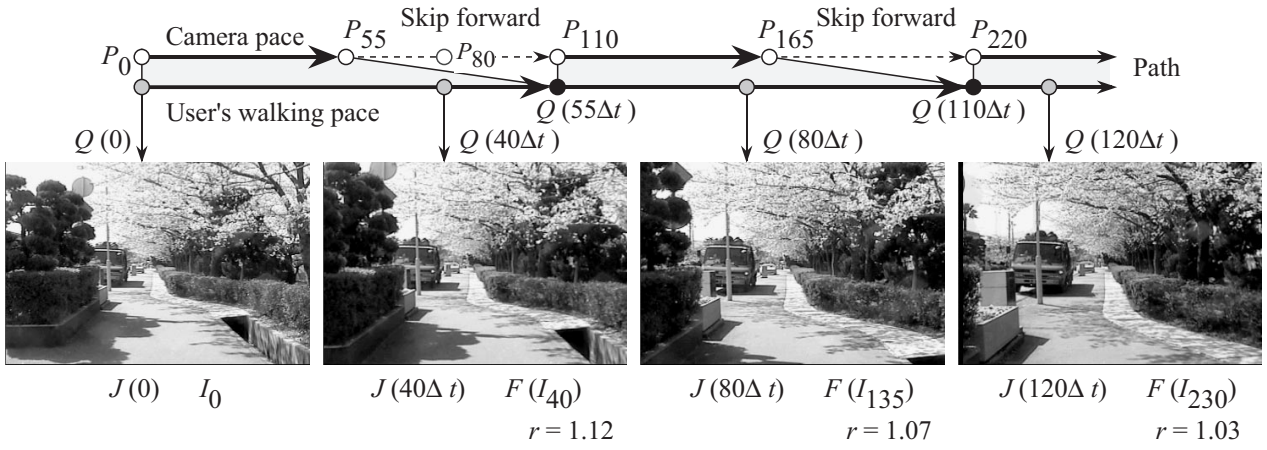 Skip forward Skip forward
P0 Camera pace P55 P80 P110 P165 P220
Path
User's walking pace Q (55Δt ) Q (110Δt )
Q (0) Q (40Δt ) Q (80Δt ) Q (120Δt )
J (0) I0 J (40Δ t) F (I40) J (80Δ t) F (I135) J (120Δ t) F (I230)
r = 1.12 r = 1.07 r = 1.03